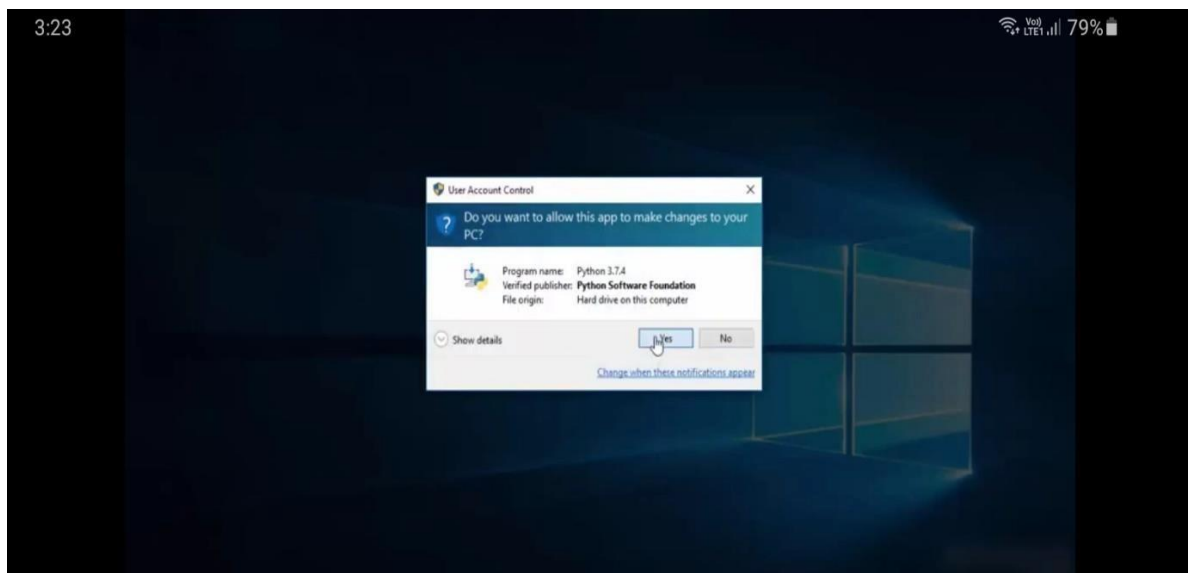 3:23
Vo)) LTE1 79%
User Account Control
Do you want to allow this app to make changes to your
PC?
Program name: Python 3.7.4
Verified publisher: Python Software Foundation
File origin: Hard drive on this computer
Show details
Yes
No
Change when these notifications appear